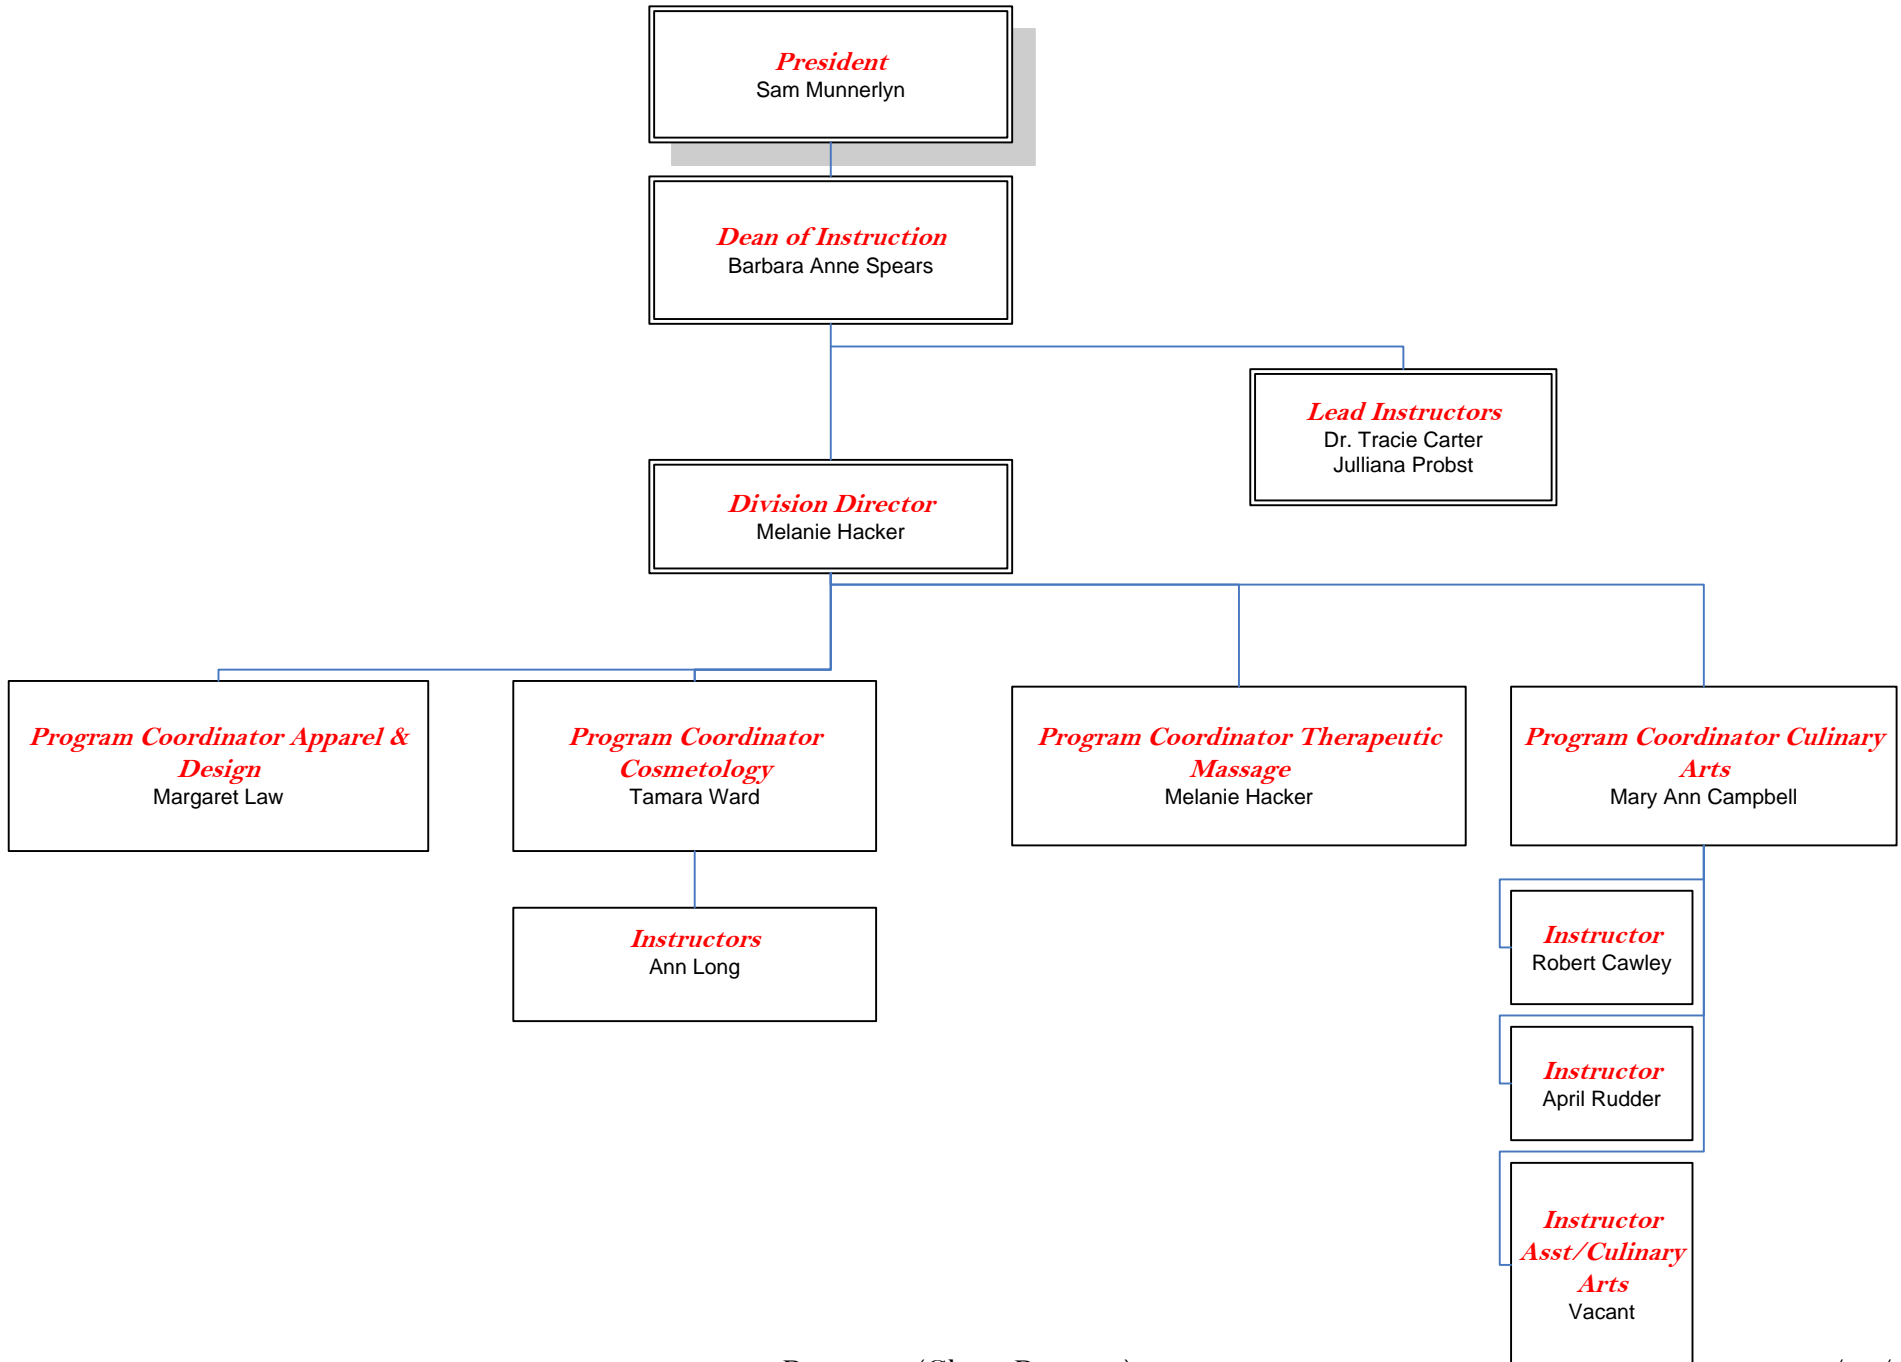 President
Sam Munnerlyn
Dean of Instruction
Barbara Anne Spears
Lead Instructors
Dr. Tracie Carter
Julliana Probst
Division Director
Melanie Hacker
Program Coordinator Apparel &
Design
Margaret Law
Program Coordinator
Cosmetology
Tamara Ward
Program Coordinator Therapeutic
Massage
Melanie Hacker
Program Coordinator Culinary
Arts
Mary Ann Campbell
Instructors
Ann Long
Instructor
Robert Cawley
Instructor
April Rudder
Instructor
Asst/Culinary
Arts
Vacant